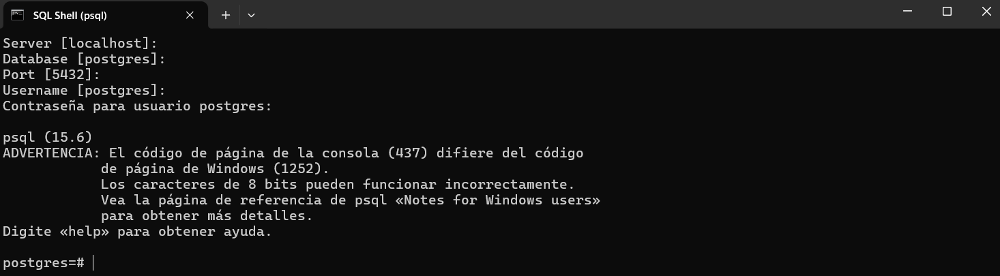 SQL Shell (psql)
Server [localhost]:
Database [postgres]:
Port [5432]:
Username [postgres]:
Contraseña para usuario postgres:
psql (15.6)
ADVERTENCIA: El código de página de la consola (437) difiere del código
de página de Windows (1252).
Los caracteres de 8 bits pueden funcionar incorrectamente.
Vea la página de referencia de psql «Notes for Windows users»
para obtener más detalles.
Digite «help» para obtener ayuda.
postgres=#